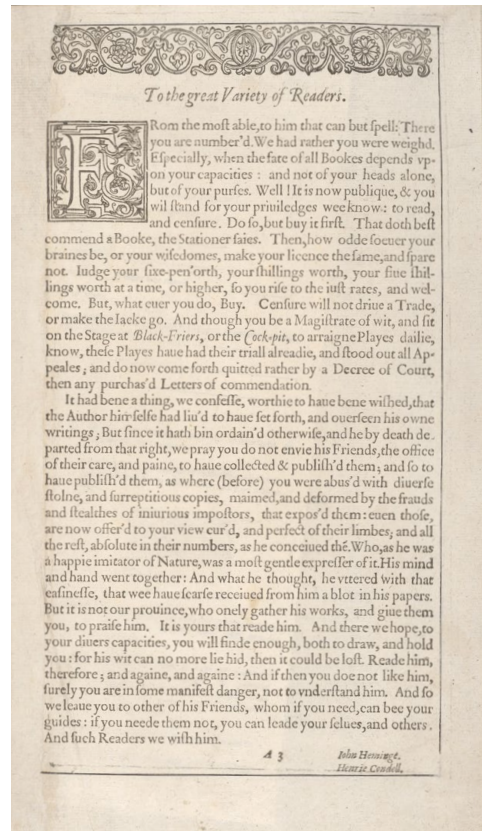 To the great Variety of Readers.
FRom the most able, to him that can but spell: There
you are number'd. We had rather you were weighd.
Especially, when the fate of all Bookes depends vp-
on your capacities : and not of your heads alone,
but of your purses. Well ! It is now publique, & you
wil stand for your priuiledges wee know : to read,
and censure. Do so, but buy it first. That doth best
commend a Booke, the Stationer saies. Then, how odde soeuer your
braines be, or your wisedomes, make your licence the same, and spare
not. Iudge your sixe-pen'orth, your shillings worth, your fiue shil-
lings worth at a time, or higher, so you rise to the iust rates, and wel-
come. But, what euer you do, Buy. Censure will not driue a Trade,
or make the Iacke go. And though you be a Magistrate of wit, and sit
on the Stage at Black-Friers, or the Cock-pit, to arraigne Playes dailie,
know, these Playes haue had their triall alreadie, and stood out all Ap-
peales ; and do now come forth quitted rather by a Decree of Court,
then any purchas'd Letters of commendation.
It had bene a thing, we confesse, worthie to haue bene wished, that
the Author himselfe had liu'd to haue set forth, and ouerseen his owne
writings ; But since it hath bin ordain'd otherwise, and he by death de-
parted from that right, we pray you do not envie his Friends, the office
of their care, and paine, to haue collected & publish'd them ; and so to
haue publish'd them, as where (before) you were abus'd with diuerse
stolne, and surreptitious copies, maimed, and deformed by the frauds
and stealthes of iniurious impostors, that expos'd them : euen those,
are now offer'd to your view cur'd, and perfect of their limbes ; and all
the rest, absolute in their numbers, as he conceiued thē. Who, as he was
a happie imitator of Nature, was a most gentle expresser of it. His mind
and hand went together : And what he thought, he vttered with that
easinesse, that wee haue scarse receiued from him a blot in his papers.
But it is not our prouince, who onely gather his works, and giue them
you, to praise him. It is yours that reade him. And there we hope, to
your diuers capacities, you will finde enough, both to draw, and hold
you : for his wit can no more lie hid, then it could be lost. Reade him,
therefore ; and againe, and againe : And if then you doe not like him,
surely you are in some manifest danger, not to vnderstand him. And so
we leaue you to other of his Friends, whom if you need, can bee your
guides : if you neede them not, you can leade your selues, and others.
And such Readers we wish him.
A 3
Iohn Heminge.
Henrie Condell.